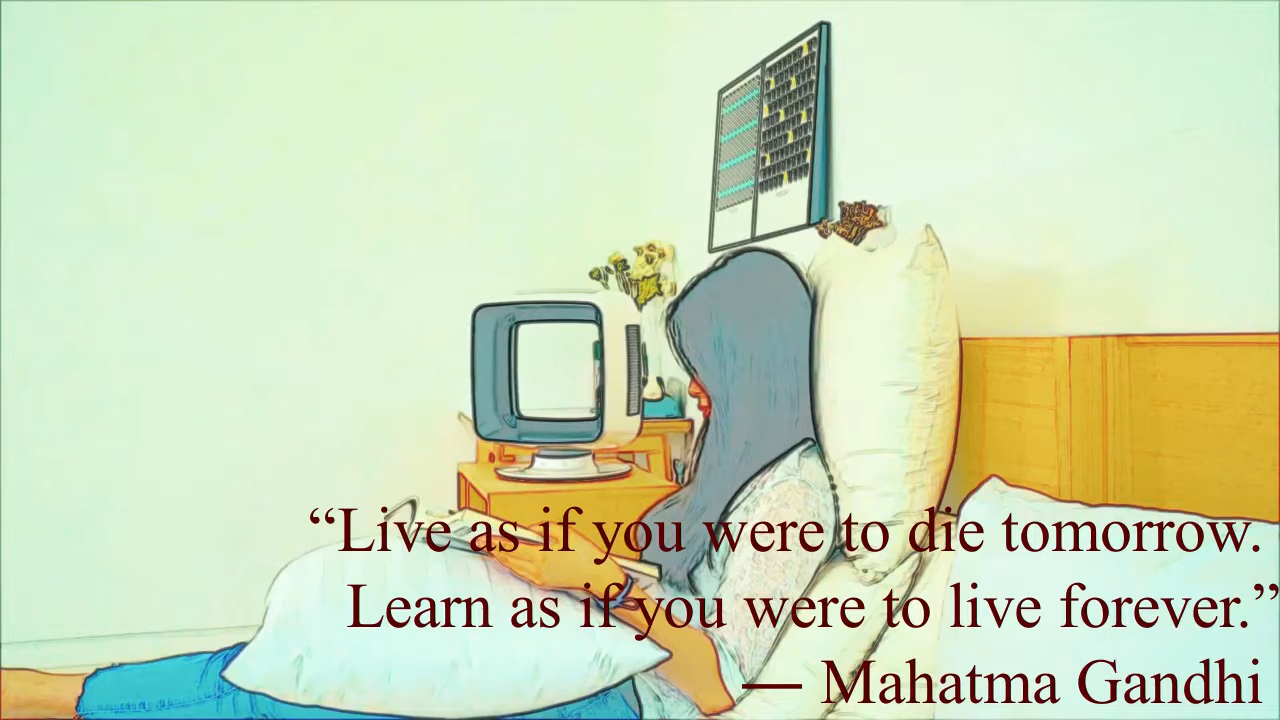 “Live as if you were to die tomorrow.
Learn as if you were to live forever.”
— Mahatma Gandhi